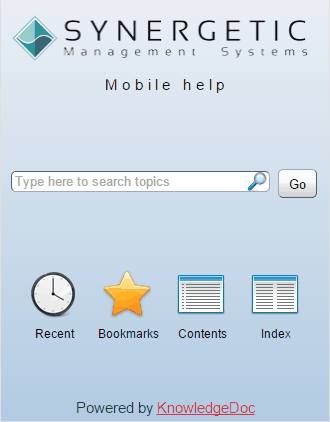 SYNERGETIC
Management Systems
Mobile help
Type here to search topics
Go
Recent Bookmarks Contents Index
Powered by KnowledgeDoc